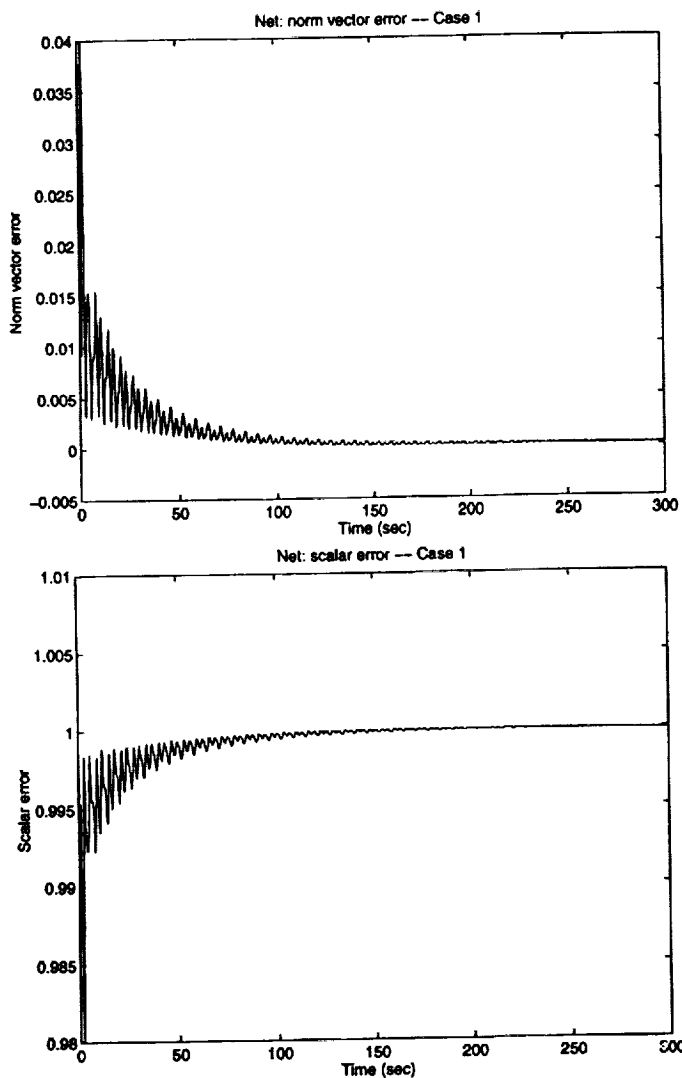 Net: norm vector error –– Case 1
0.04
0.035
0.03
0.025
0.02
0.015
0.01
0.005
0
−0.005
Norm vector error
0 50 100 150 200 250 300
Time (sec)
Net: scalar error –– Case 1
1.01
1.005
1
0.995
0.99
0.985
0.98
Scalar error
0 50 100 150 200 250 300
Time (sec)